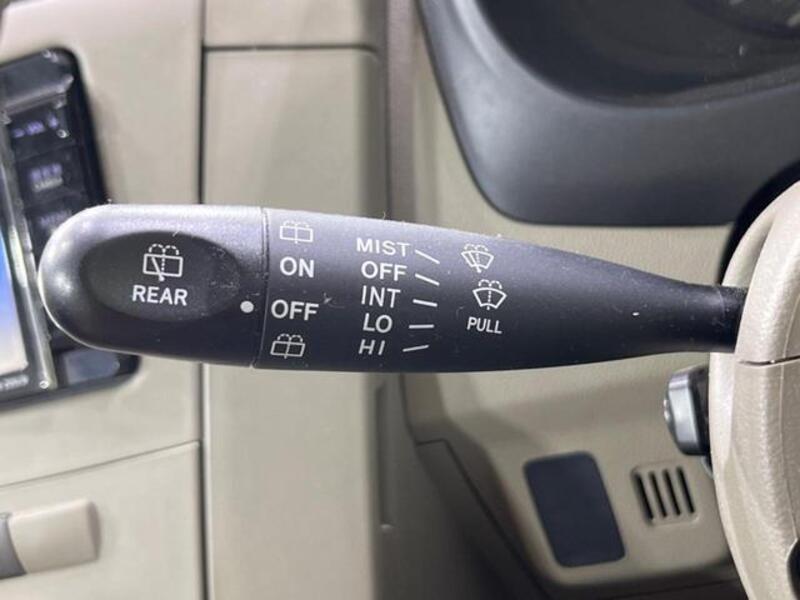 REAR
ON
OFF
MIST
OFF
INT
LO
HI
PULL